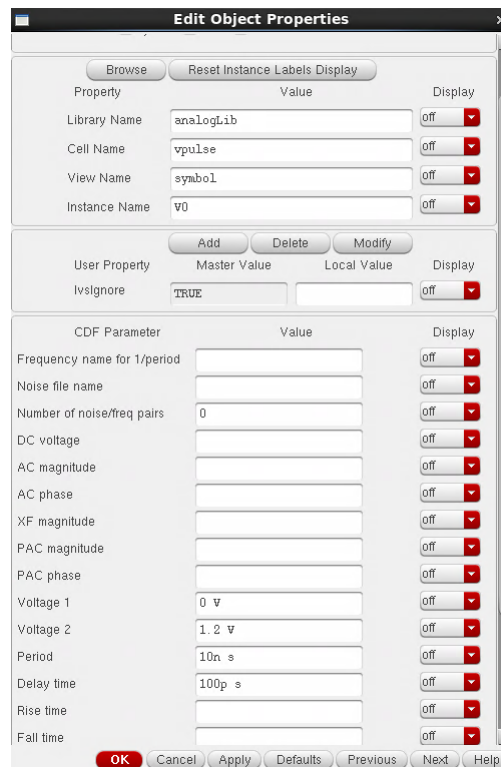 Edit Object Properties
Browse Reset Instance Labels Display
Property Value Display
Library Name analogLib off
Cell Name vpulse off
View Name symbol off
Instance Name V0 off
Add Delete Modify
User Property Master Value Local Value Display
lvsIgnore TRUE off
CDF Parameter Value Display
Frequency name for 1/period off
Noise file name off
Number of noise/freq pairs 0 off
DC voltage off
AC magnitude off
AC phase off
XF magnitude off
PAC magnitude off
PAC phase off
Voltage 1 0 V off
Voltage 2 1.2 V off
Period 10n s off
Delay time 100p s off
Rise time off
Fall time off
OK Cancel Apply Defaults Previous Next Help